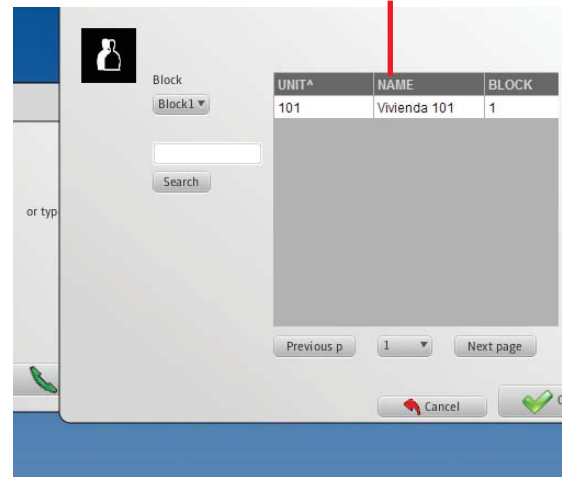 Block
Block1
Search
UNIT^ NAME BLOCK
101 Vivienda 101 1
or typ
Previous p 1 Next page
Cancel